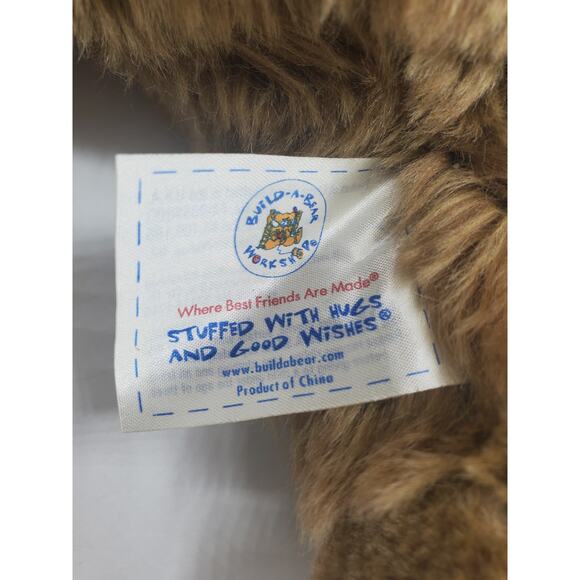 BUILD-A-BEAR
WORKSHOP®
Where Best Friends Are Made®
STUFFED WITH HUGS
AND GOOD WISHES®
www.buildabear.com
Product of China